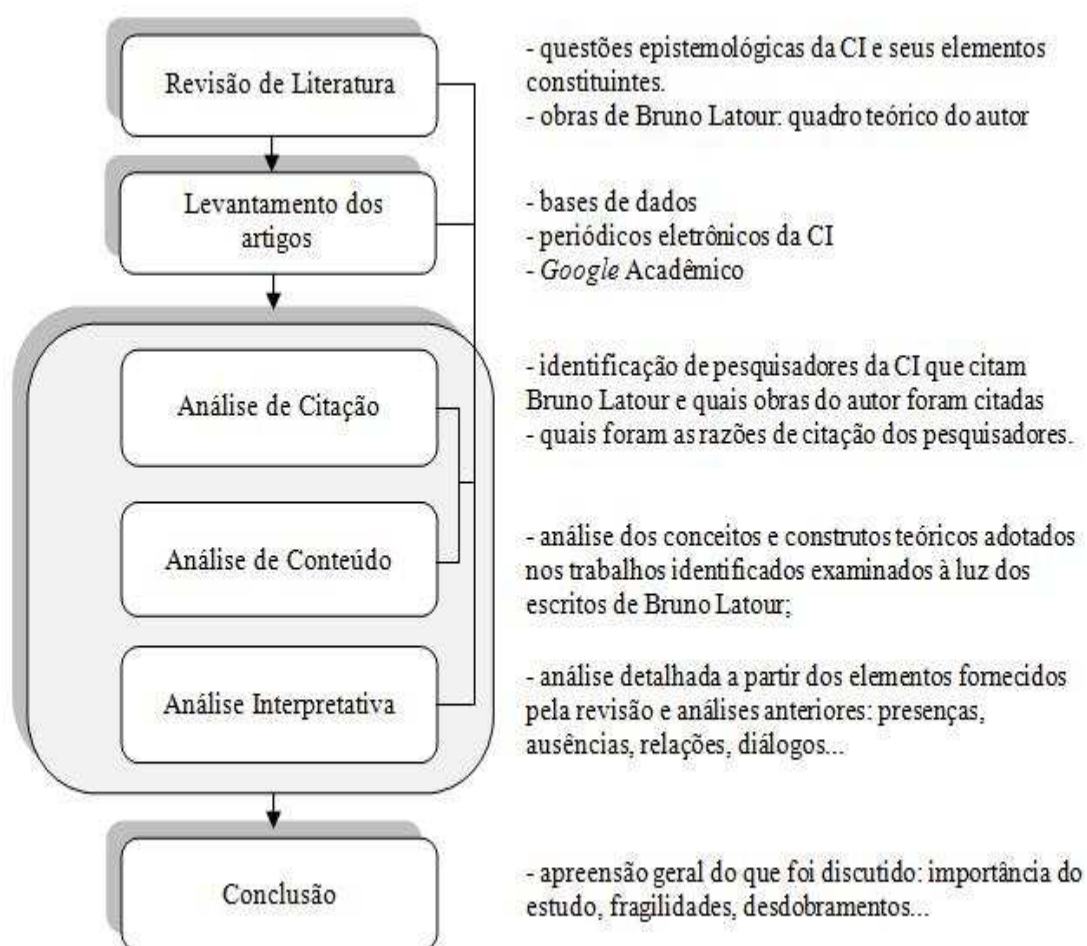 Revisão de Literatura
- questões epistemológicas da CI e seus elementos
constituintes.
- obras de Bruno Latour: quadro teórico do autor
Levantamento dos
artigos
- bases de dados
- periódicos eletrônicos da CI
- Google Acadêmico
Análise de Citação
- identificação de pesquisadores da CI que citam
Bruno Latour e quais obras do autor foram citadas
- quais foram as razões de citação dos pesquisadores.
Análise de Conteúdo
- análise dos conceitos e construtos teóricos adotados
nos trabalhos identificados examinados à luz dos
escritos de Bruno Latour;
Análise Interpretativa
- análise detalhada a partir dos elementos fornecidos
pela revisão e análises anteriores: presenças,
ausências, relações, diálogos...
Conclusão
- apreensão geral do que foi discutido: importância do
estudo, fragilidades, desdobramentos...